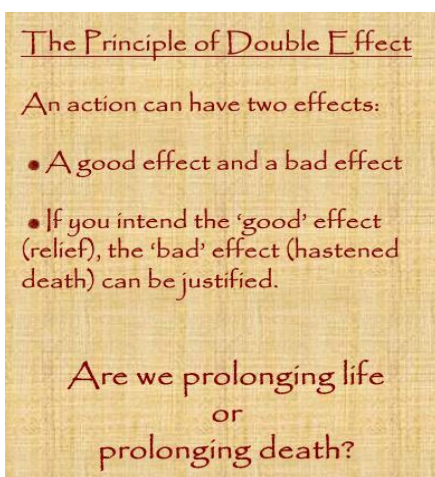 The Principle of Double Effect
An action can have two effects:
• A good effect and a bad effect
• If you intend the ‘good’ effect
(relief), the ‘bad’ effect (hastened
death) can be justified.
Are we prolonging life
or
prolonging death?